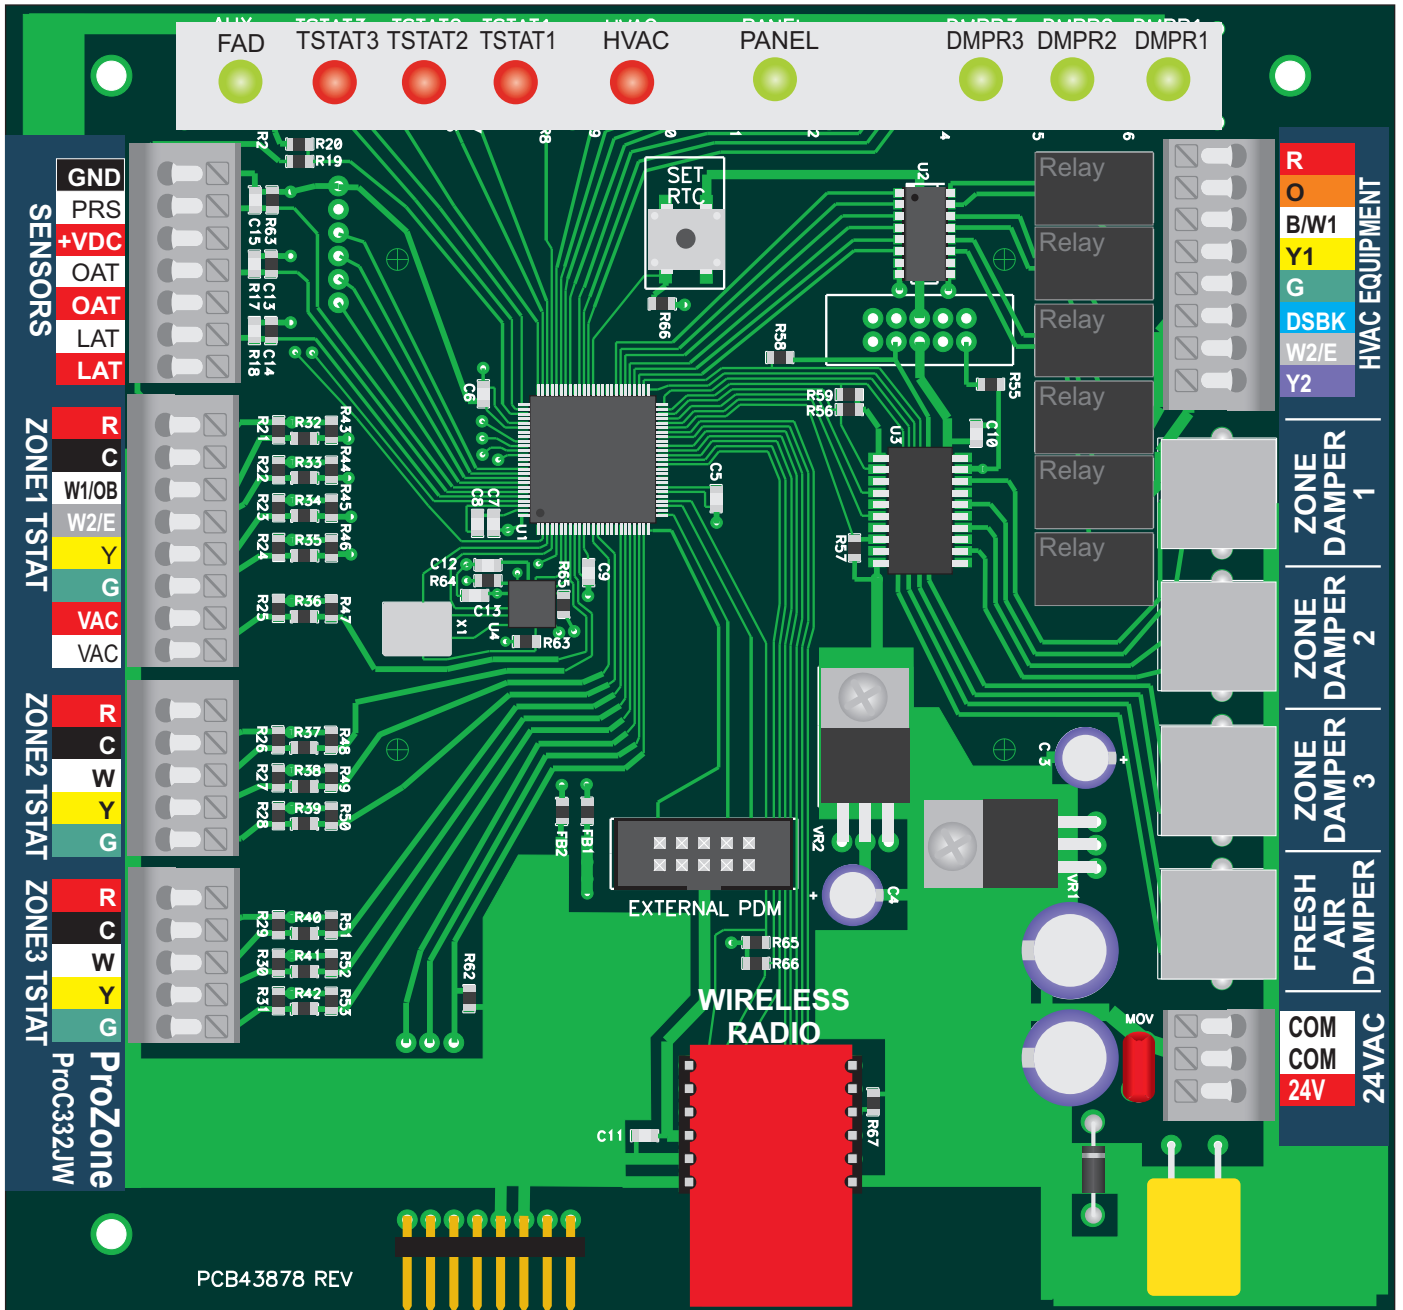 FAD TSTAT3 TSTAT2 TSTAT1 HVAC PANEL DMPR3 DMPR2 DMPR1
R2
R20
R19
R8
4
5
6
SENSORS
GND
PRS
+VDC
OAT
OAT
LAT
LAT
C15
R63
R17
C13
R18
C14
SET
RTC
R66
U2
R58
R59
R56
R55
U3
C10
R57
Relay
Relay
Relay
Relay
Relay
Relay
HVAC EQUIPMENT
R
O
B/W1
Y1
G
DSBK
W2/E
Y2
ZONE1 TSTAT
R
C
W1/OB
W2/E
Y
G
VAC
VAC
R21 R32 R43
R22 R33 R44
R23 R34 R45
R24 R35 R46
R25 R36 R47
C6
C8
C7
U1
C5
C12
R64
C13
X1
U4
R65
C9
R63
ZONE DAMPER 1
ZONE DAMPER 2
ZONE DAMPER 3
FRESH AIR DAMPER
ZONE2 TSTAT
R
C
W
Y
G
R26 R37 R48
R27 R38 R49
R28 R39 R50
FB2
FB1
VR2
C3
+
VR1
+
C4
EXTERNAL PDM
ZONE3 TSTAT
R
C
W
Y
G
R29 R40 R51
R30 R41 R52
R31 R42 R53
R62
R65
R66
WIRELESS
RADIO
MOV
24VAC
COM
COM
24V
ProZone
ProC332JW
C11
R67
PCB43878 REV